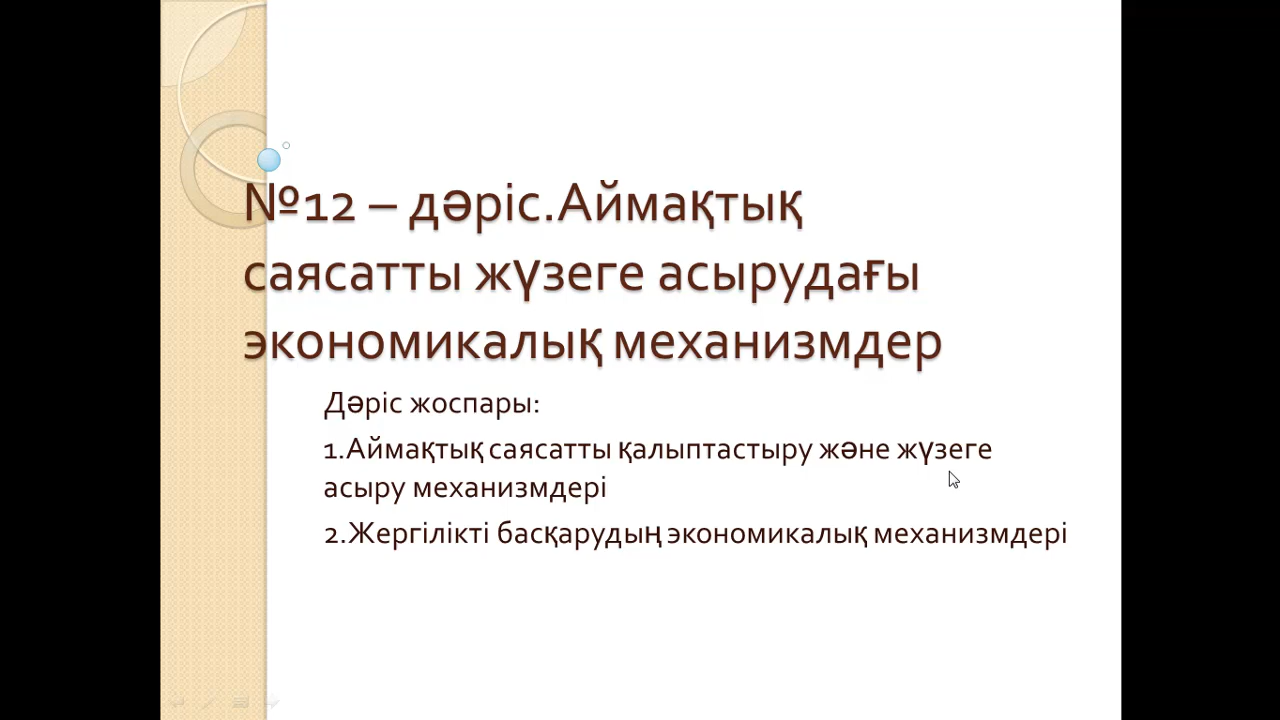 №12 – дәріс.Аймақтық
саясатты жүзеге асырудағы
экономикалық механизмдер
Дәріс жоспары:
1.Аймақтық саясатты қалыптастыру және жүзеге
асыру механизмдері
2.Жергілікті басқарудың экономикалық механизмдері